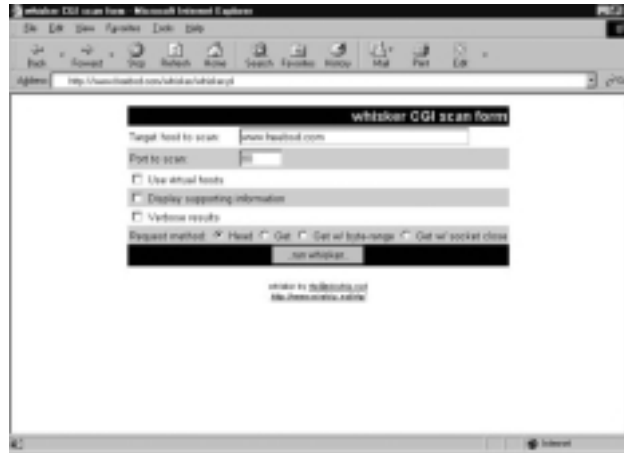 whisker CGI scan form - Microsoft Internet Explorer
File Edit View Favorites Tools Help
Back Forward Stop Refresh Home Search Favorites History Mail Print Edit
Address
whisker CGI scan form
Target host to scan:
Port to scan:
Use virtual hosts
Display supporting information
Verbose results
Request method: Head Get Get w/ byte-range Get w/ socket close
run whisker
whisker by
Internet